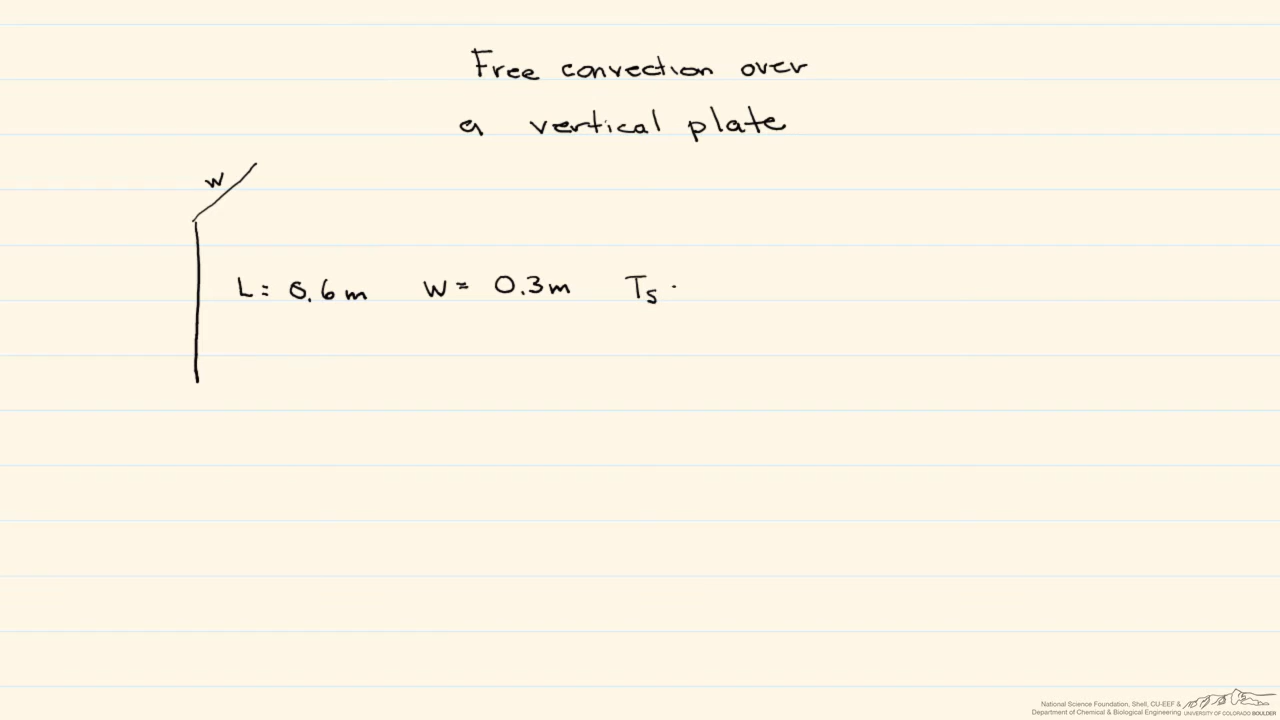 Free convection over
a vertical plate
w
L = 0.6 m W = 0.3 m Ts
National Science Foundation, Shell, CU-EEF &
Department of Chemical & Biological Engineering UNIVERSITY OF COLORADO BOULDER